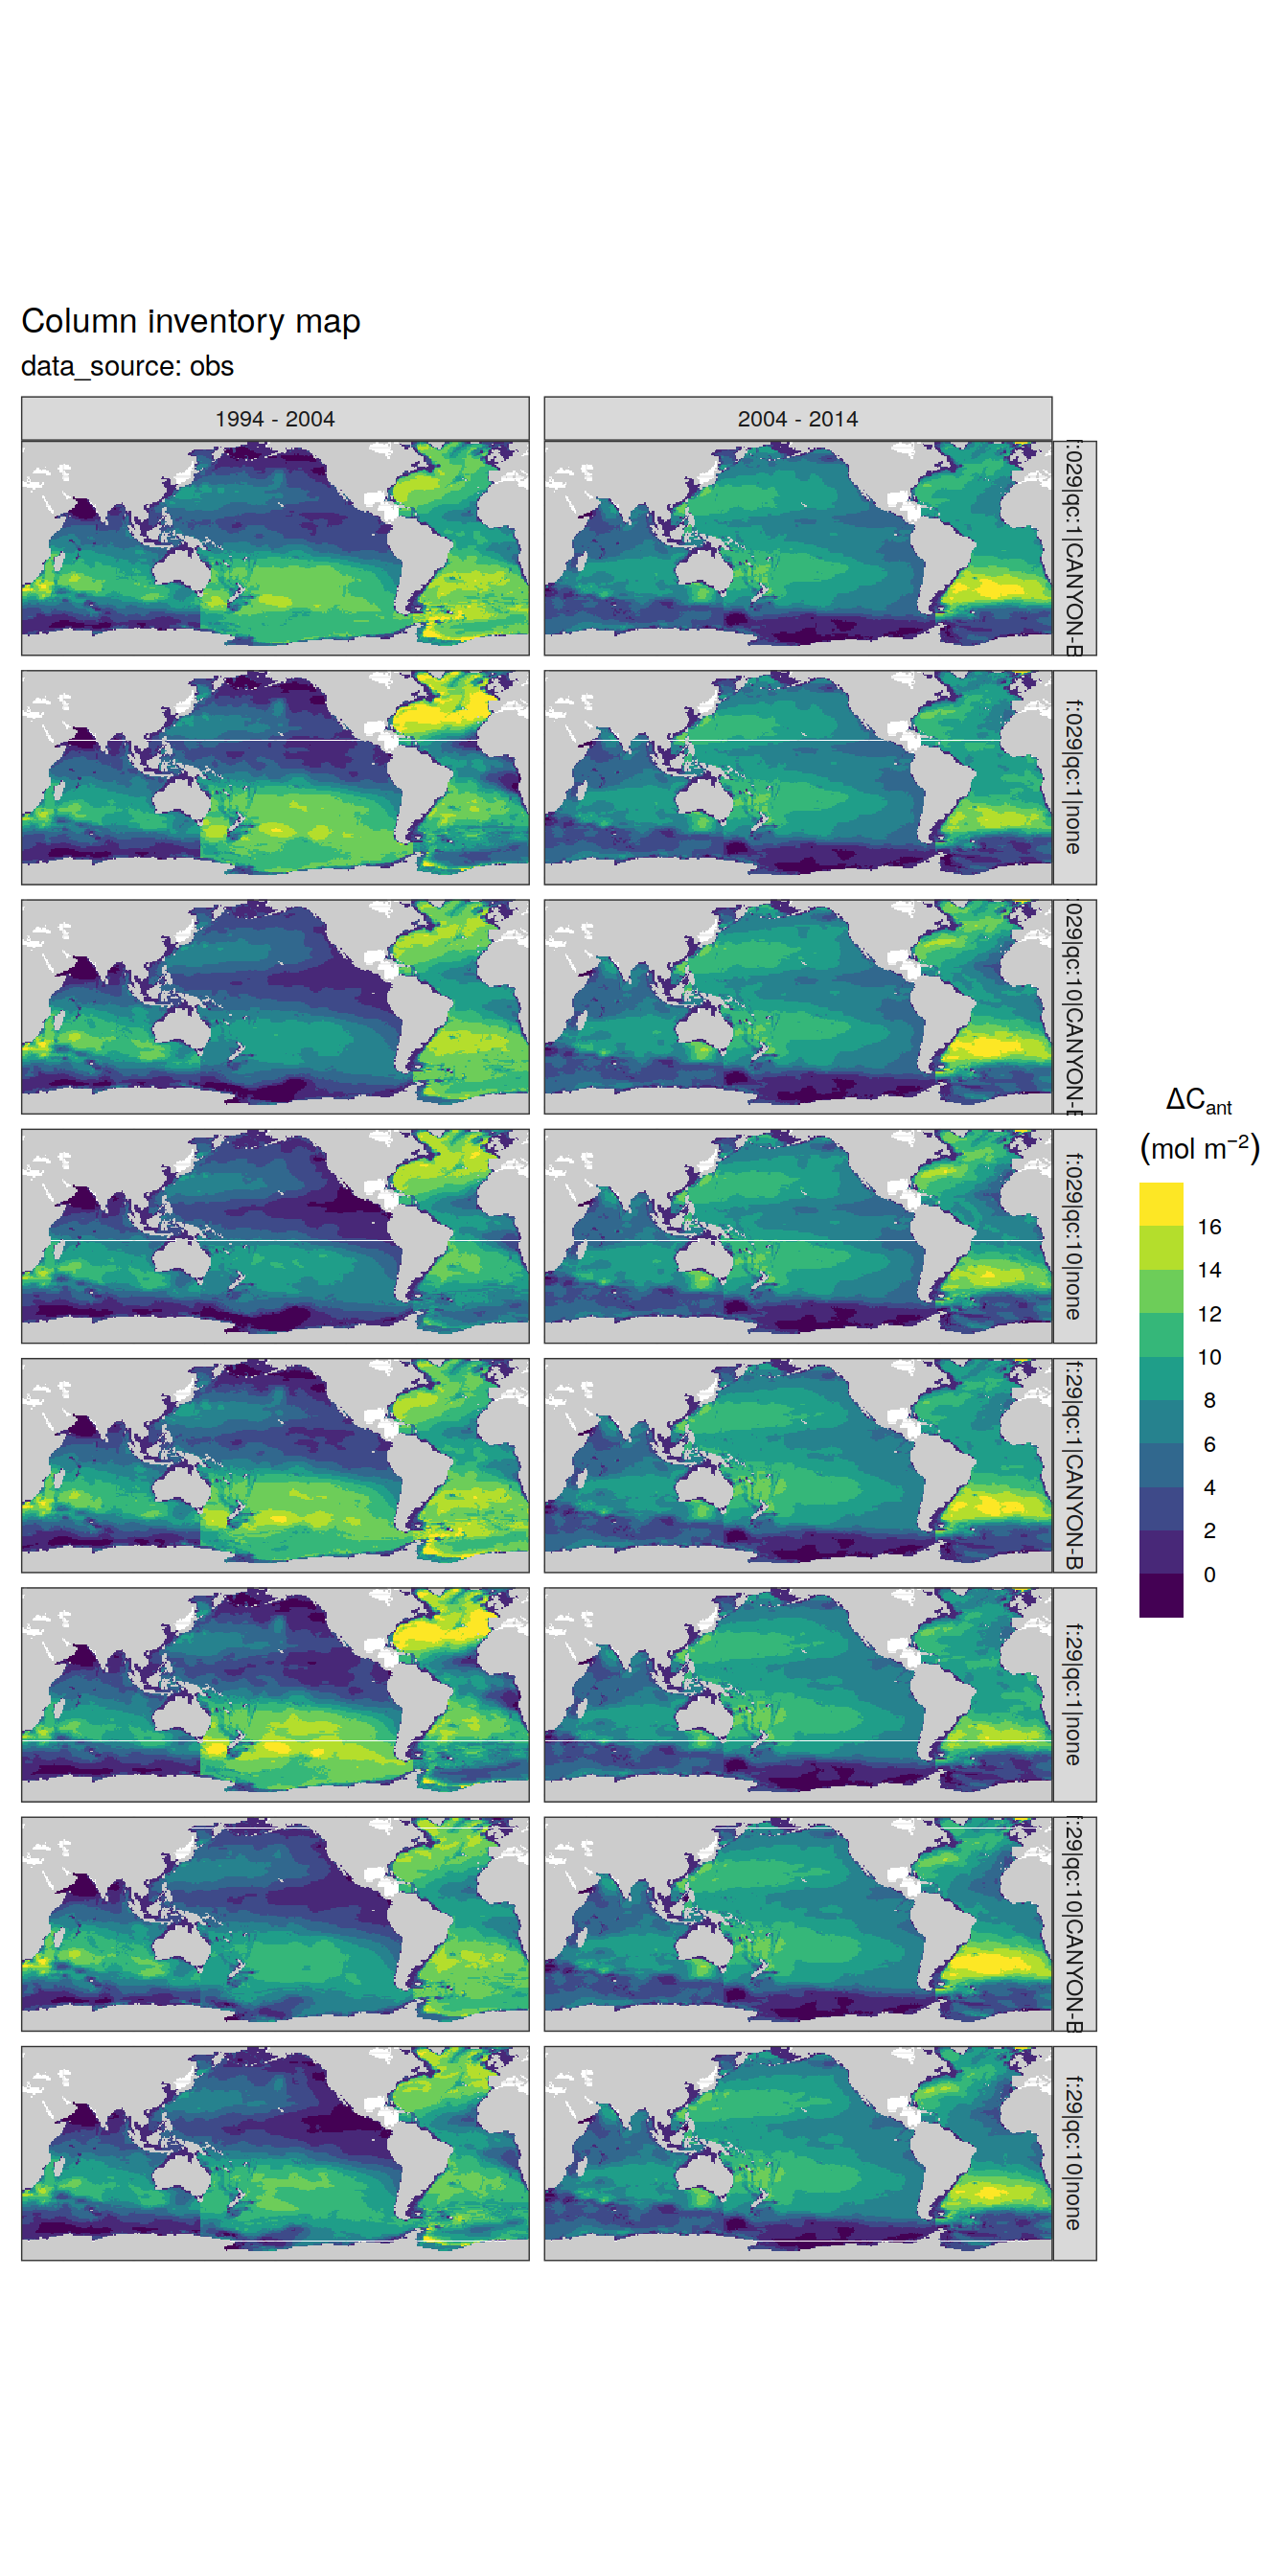 Column inventory map
data_source: obs
1994 - 2004
2004 - 2014
f:029|qc:1|CANYON-B
f:029|qc:1|none
029|qc:10|CANYON-B
f:029|qc:10|none
f:29|qc:1|CANYON-B
f:29|qc:1|none
f:29|qc:10|CANYON-B
f:29|qc:10|none
ΔCant
(mol m⁻²)
16
14
12
10
8
6
4
2
0